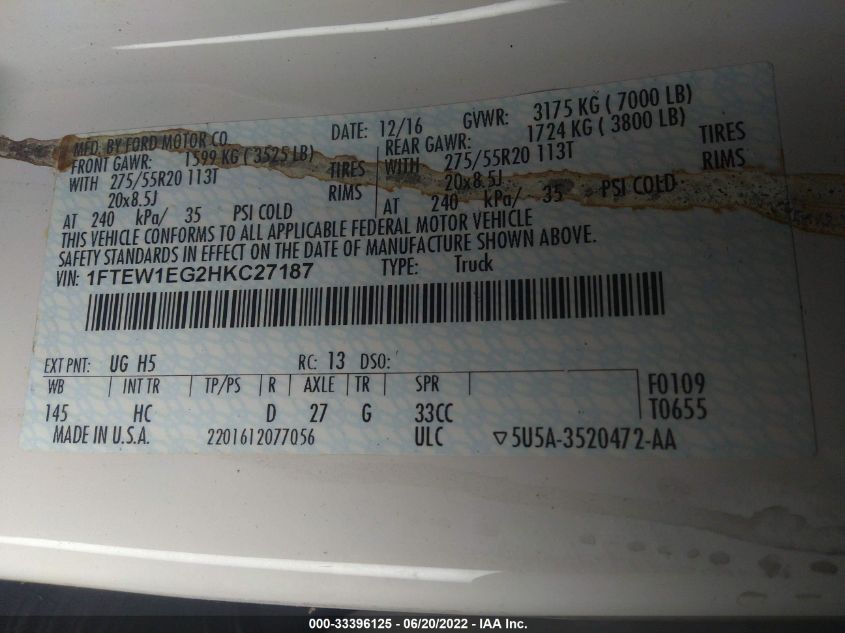 MFD. BY FORD MOTOR CO
DATE: 12/16 GVWR: 3175 KG ( 7000 LB)
FRONT GAWR: 1599 KG ( 3525 LB)
REAR GAWR: 1724 KG ( 3800 LB)
WITH 275/55R20 113T TIRES
WITH 275/55R20 113T TIRES
20x8.5J RIMS
20x8.5J RIMS
AT 240 kPa/ 35 PSI COLD
AT 240 kPa/ 35 PSI COLD
THIS VEHICLE CONFORMS TO ALL APPLICABLE FEDERAL MOTOR VEHICLE
SAFETY STANDARDS IN EFFECT ON THE DATE OF MANUFACTURE SHOWN ABOVE.
VIN: 1FTEW1EG2HKC27187 TYPE: Truck
EXT PNT: UG H5 RC: 13 DSO:
WB INT TR TP/PS R AXLE TR SPR F0109
145 HC D 27 G 33CC T0655
MADE IN U.S.A. 2201612077056 ULC ▽5U5A-3520472-AA
000-33396125 - 06/20/2022 - IAA Inc.